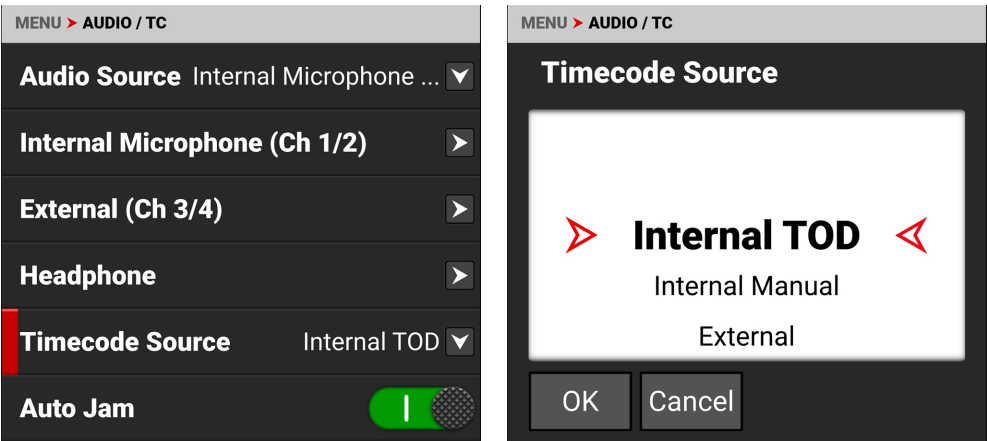 MENU > AUDIO / TC
Audio Source Internal Microphone ...
Internal Microphone (Ch 1/2)
External (Ch 3/4)
Headphone
Timecode Source Internal TOD
Auto Jam
MENU > AUDIO / TC
Timecode Source
Internal TOD
Internal Manual
External
OK Cancel